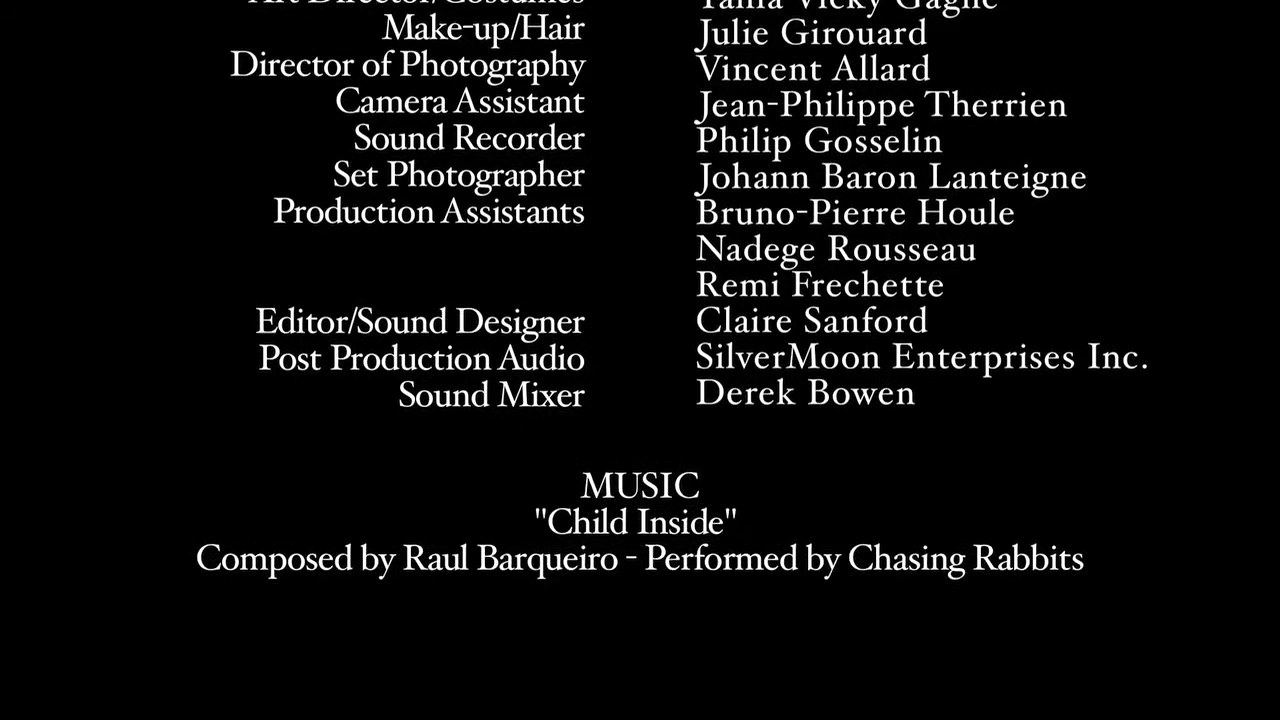 Art Director/Costumes Tania Vicky Gagne
Make-up/Hair Julie Girouard
Director of Photography Vincent Allard
Camera Assistant Jean-Philippe Therrien
Sound Recorder Philip Gosselin
Set Photographer Johann Baron Lanteigne
Production Assistants Bruno-Pierre Houle
Nadege Rousseau
Remi Frechette
Editor/Sound Designer Claire Sanford
Post Production Audio SilverMoon Enterprises Inc.
Sound Mixer Derek Bowen
MUSIC
"Child Inside"
Composed by Raul Barqueiro - Performed by Chasing Rabbits